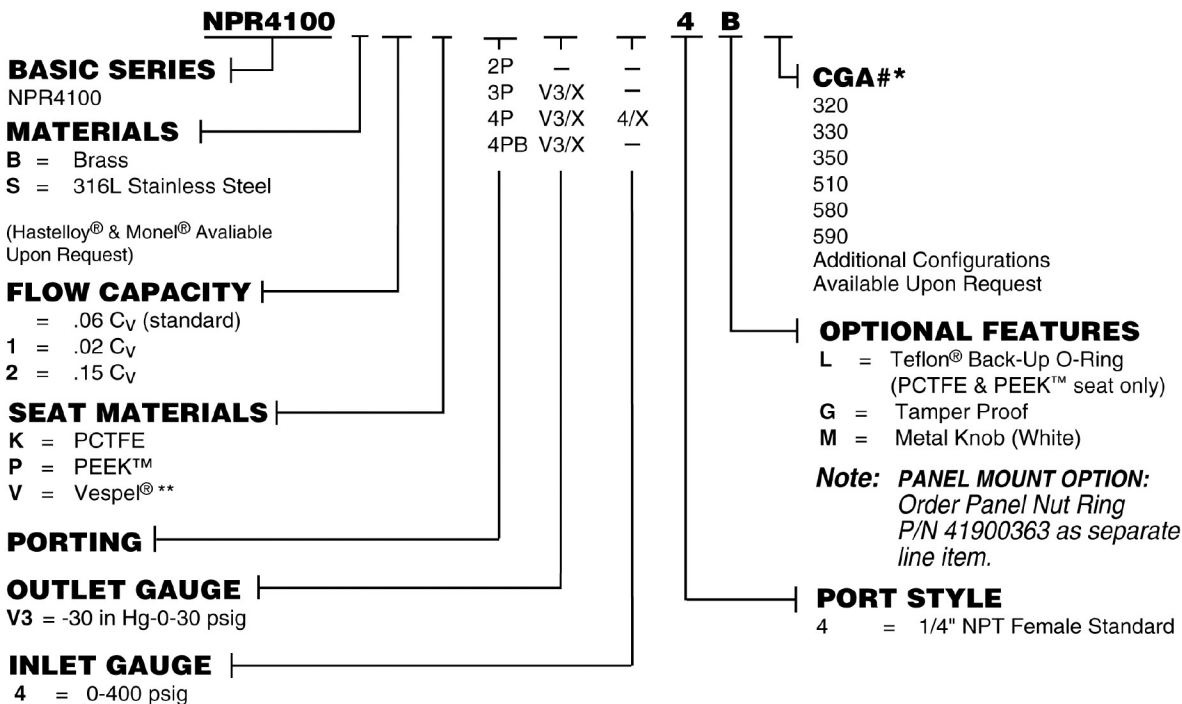 NPR4100 4 B
BASIC SERIES
NPR4100
MATERIALS
B = Brass
S = 316L Stainless Steel
(Hastelloy® & Monel® Avaliable
Upon Request)
FLOW CAPACITY
= .06 CV (standard)
1 = .02 CV
2 = .15 CV
SEAT MATERIALS
K = PCTFE
P = PEEK™
V = Vespel® **
PORTING
OUTLET GAUGE
V3 = -30 in Hg-0-30 psig
INLET GAUGE
4 = 0-400 psig
2P – –
3P V3/X –
4P V3/X 4/X
4PB V3/X –
CGA#*
320
330
350
510
580
590
Additional Configurations
Available Upon Request
OPTIONAL FEATURES
L = Teflon® Back-Up O-Ring
(PCTFE & PEEK™ seat only)
G = Tamper Proof
M = Metal Knob (White)
Note: PANEL MOUNT OPTION:
Order Panel Nut Ring
P/N 41900363 as separate
line item.
PORT STYLE
4 = 1/4" NPT Female Standard